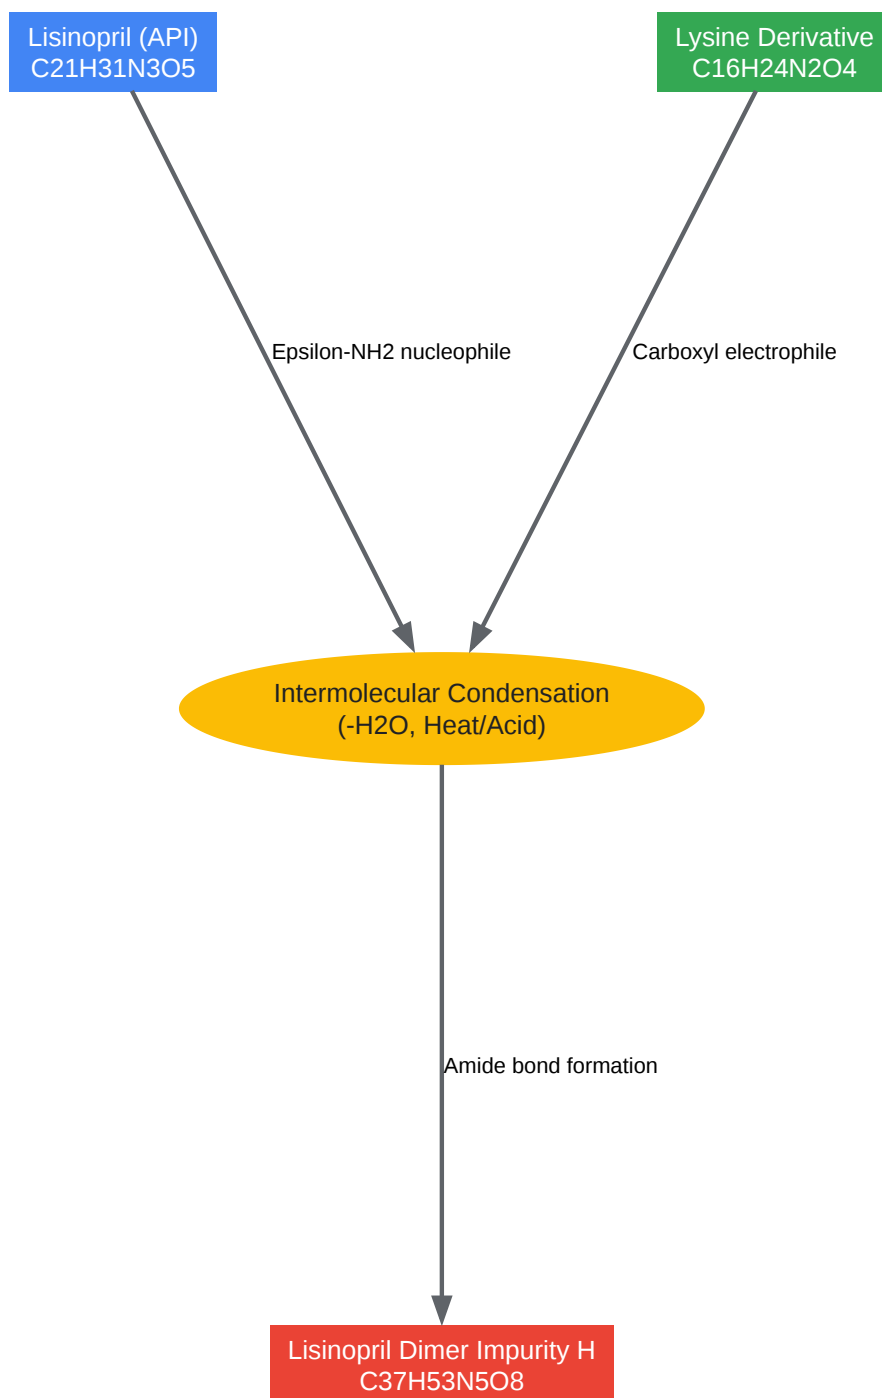 Lisinopril (API)
C21H31N3O5
Lysine Derivative
C16H24N2O4
Epsilon-NH2 nucleophile
Carboxyl electrophile
Intermolecular Condensation
(-H2O, Heat/Acid)
Amide bond formation
Lisinopril Dimer Impurity H
C37H53N5O8